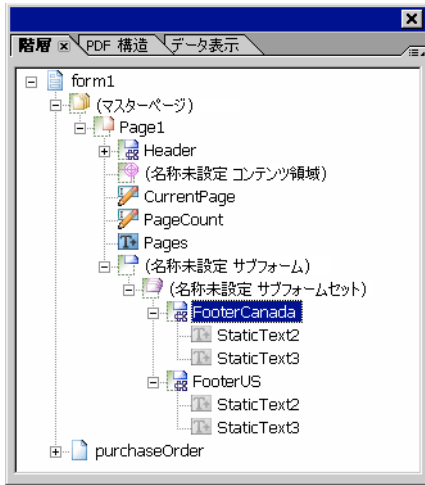 階層 PDF 構造 データ表示
form1
(マスターページ)
Page1
Header
(名称未設定 コンテンツ領域)
CurrentPage
PageCount
Pages
(名称未設定 サブフォーム)
(名称未設定 サブフォームセット)
FooterCanada
StaticText2
StaticText3
FooterUS
StaticText2
StaticText3
purchaseOrder